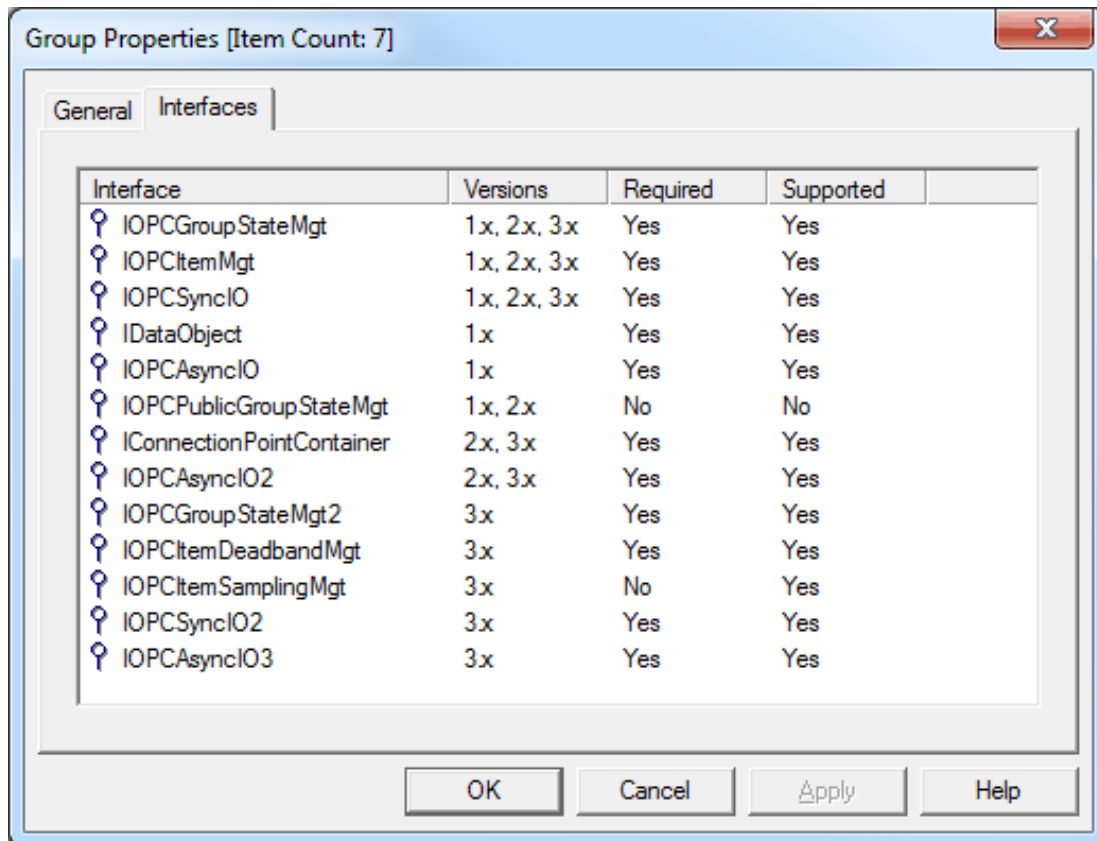 Group Properties [Item Count: 7]
General Interfaces
Interface Versions Required Supported
IOPCGroupStateMgt 1.x, 2.x, 3.x Yes Yes
IOPCItemMgt 1.x, 2.x, 3.x Yes Yes
IOPCSyncIO 1.x, 2.x, 3.x Yes Yes
IDataObject 1.x Yes Yes
IOPCAsyncIO 1.x Yes Yes
IOPCPublicGroupStateMgt 1.x, 2.x No No
IConnectionPointContainer 2.x, 3.x Yes Yes
IOPCAsyncIO2 2.x, 3.x Yes Yes
IOPCGroupStateMgt2 3.x Yes Yes
IOPCItemDeadbandMgt 3.x Yes Yes
IOPCItemSamplingMgt 3.x No Yes
IOPCSyncIO2 3.x Yes Yes
IOPCAsyncIO3 3.x Yes Yes
OK Cancel Apply Help